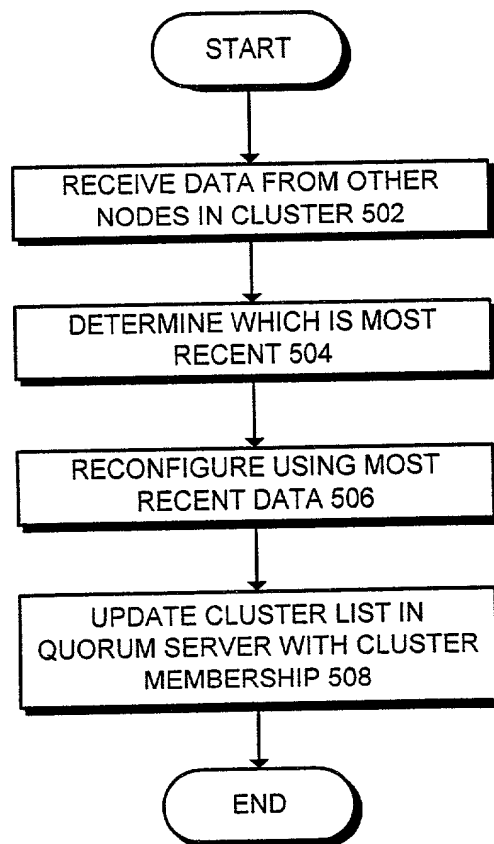 START
RECEIVE DATA FROM OTHER
NODES IN CLUSTER 502
DETERMINE WHICH IS MOST
RECENT 504
RECONFIGURE USING MOST
RECENT DATA 506
UPDATE CLUSTER LIST IN
QUORUM SERVER WITH CLUSTER
MEMBERSHIP 508
END